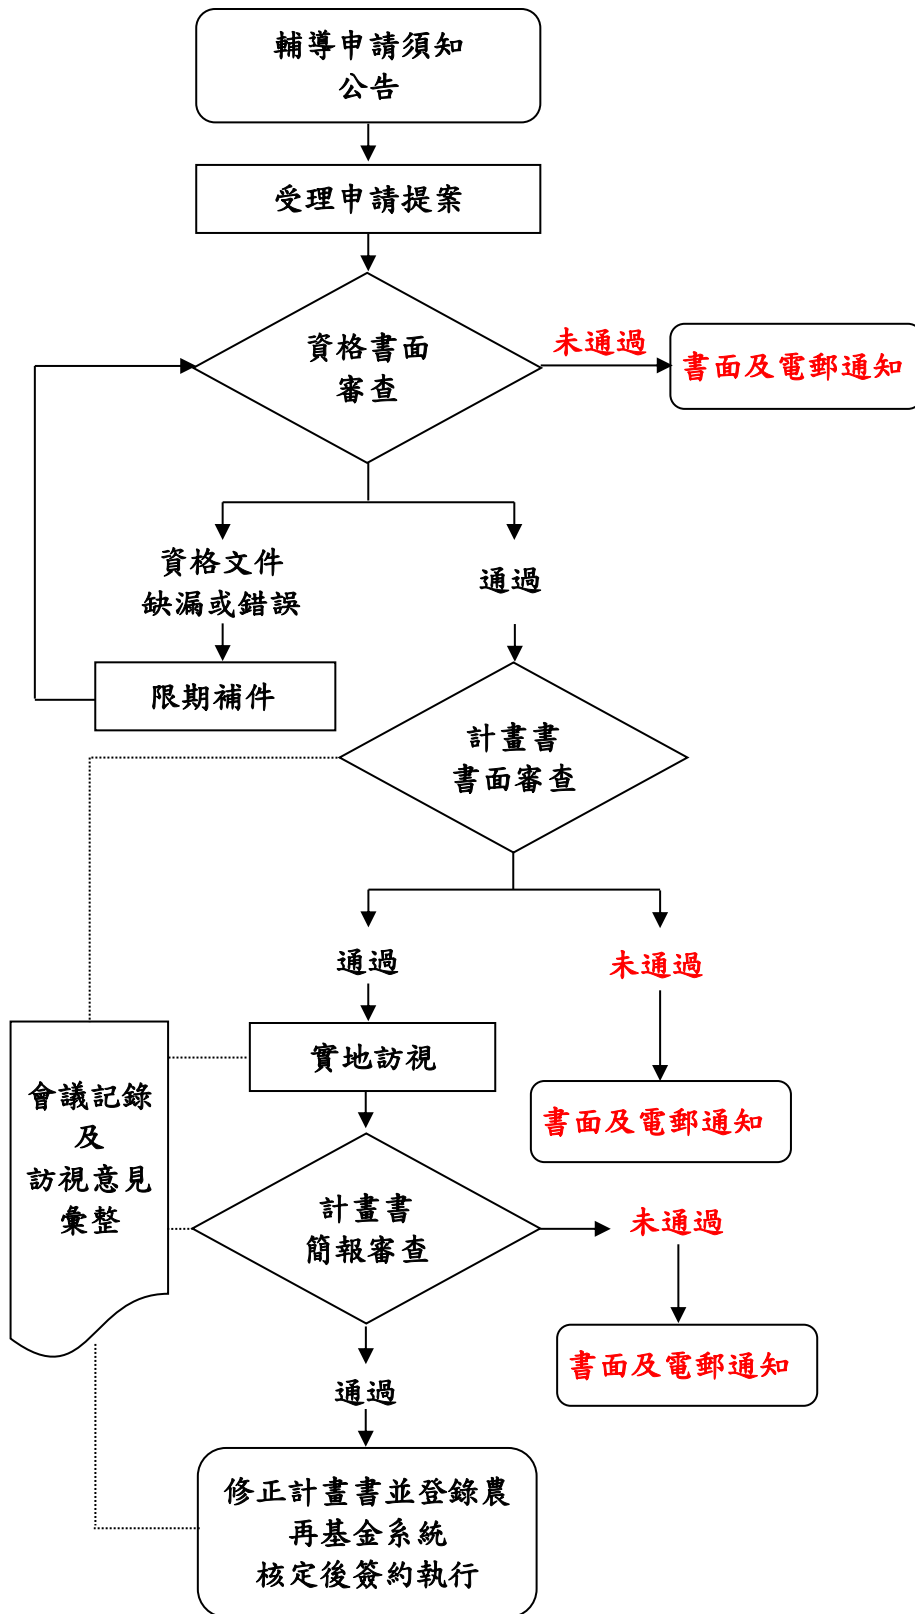 輔導申請須知
公告
受理申請提案
資格書面
審查
未通過
書面及電郵通知
資格文件
缺漏或錯誤
通過
限期補件
計畫書
書面審查
通過
未通過
實地訪視
書面及電郵通知
會議記錄
及
訪視意見
彙整
計畫書
簡報審查
未通過
書面及電郵通知
通過
修正計畫書並登錄農
再基金系統
核定後簽約執行